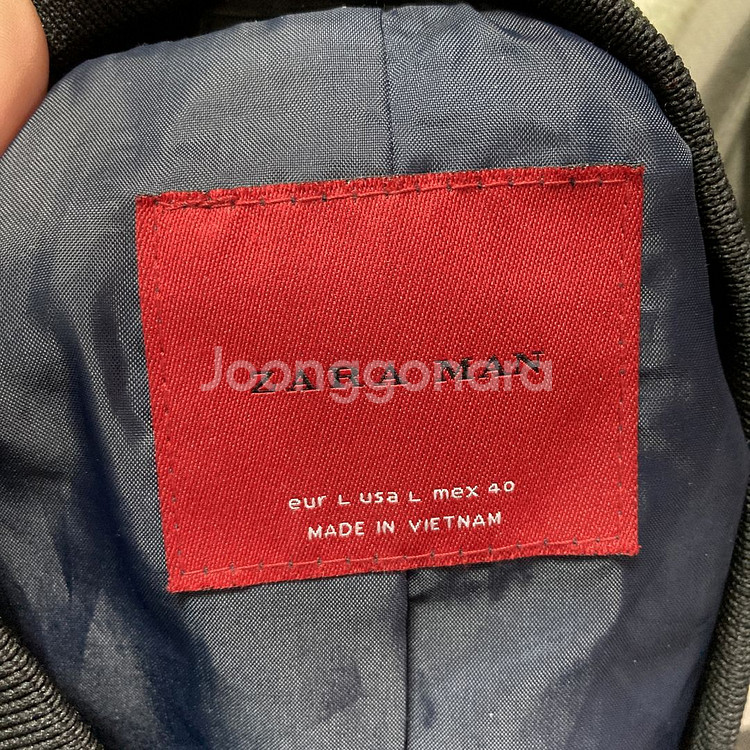 ZARA MAN
Joonggonara
eur L usa L mex 40
MADE IN VIETNAM